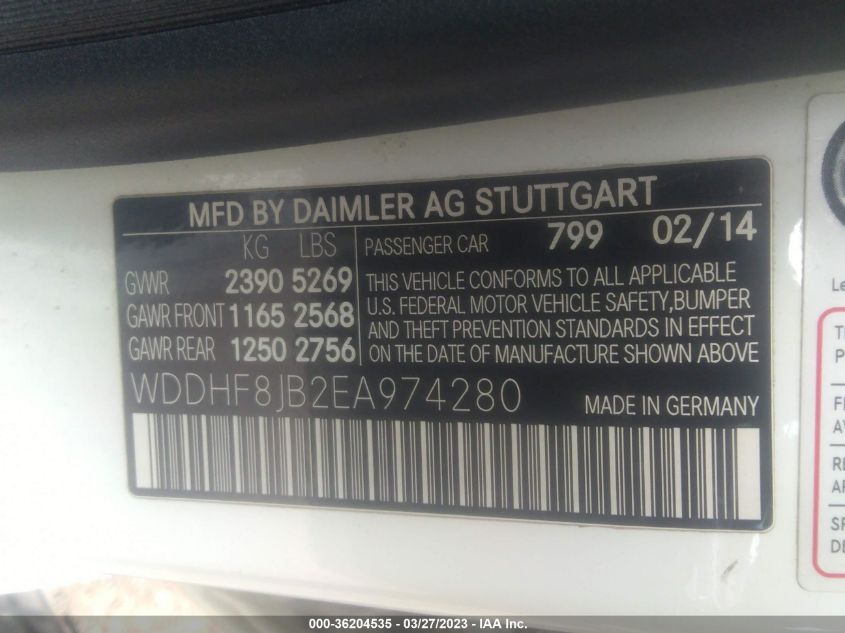 MFD BY DAIMLER AG STUTTGART
KG LBS
GVWR 2390 5269
GAWR FRONT 1165 2568
GAWR REAR 1250 2756
PASSENGER CAR 799 02/14
THIS VEHICLE CONFORMS TO ALL APPLICABLE
U.S. FEDERAL MOTOR VEHICLE SAFETY,BUMPER
AND THEFT PREVENTION STANDARDS IN EFFECT
ON THE DATE OF MANUFACTURE SHOWN ABOVE
WDDHF8JB2EA974280
MADE IN GERMANY
000-36204535 - 03/27/2023 - IAA Inc.